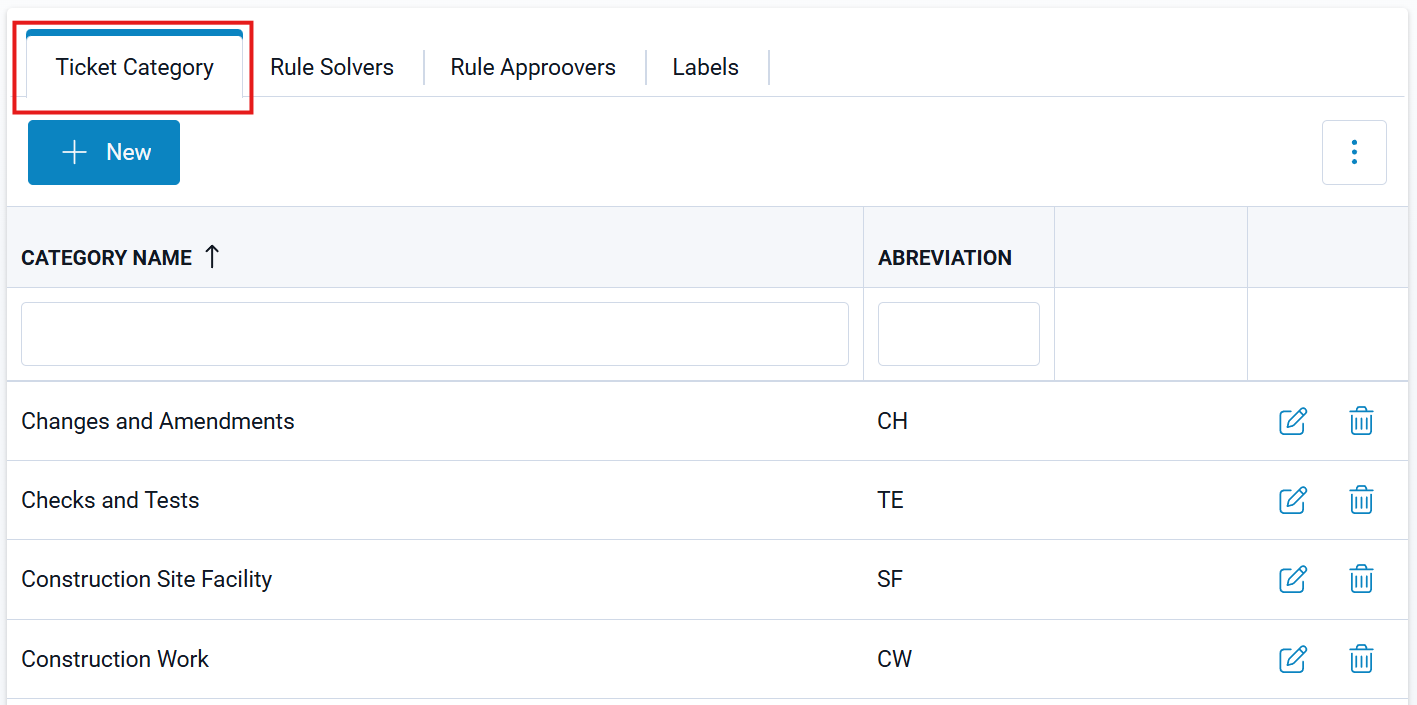 Ticket Category Rule Solvers Rule Approovers Labels
New
CATEGORY NAME ABREVIATION
Changes and Amendments CH
Checks and Tests TE
Construction Site Facility SF
Construction Work CW